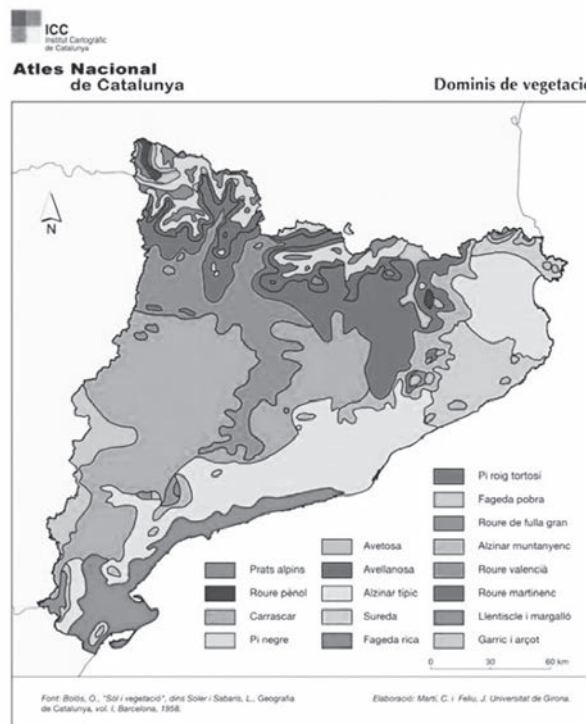 ICC
Institut Cartogràfic
de Catalunya
Atles Nacional
de Catalunya
Dominis de vegetació
N
Pi roig tortosí
Fageda pobra
Roure de fulla gran
Avetosa
Alzinar muntanyenc
Prats alpins
Avellanosa
Roure valencià
Roure pènol
Alzinar típic
Roure martinenc
Carrascar
Sureda
Llentiscle i margalló
Pi negre
Fageda rica
Garric i arçot
0 30 60 km
Font: Bolòs, O., "Sòl i vegetació", dins Soler i Sabarís, L., Geografia
de Catalunya, vol. I, Barcelona, 1958.
Elaboració: Martí, C. i Feliu, J. Universitat de Girona.